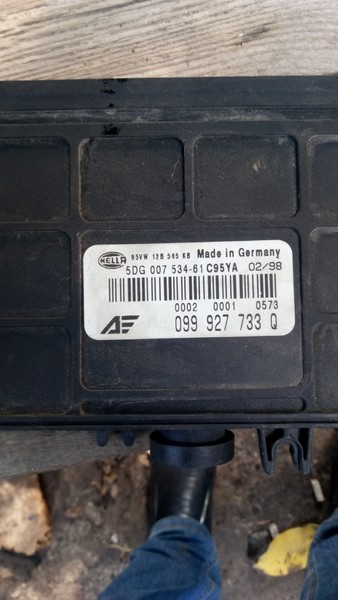 HELLA 95VW 12B 565 KB Made in Germany
5DG 007 534-61 C95YA 02/98
0002 0001 0573
099 927 733 Q